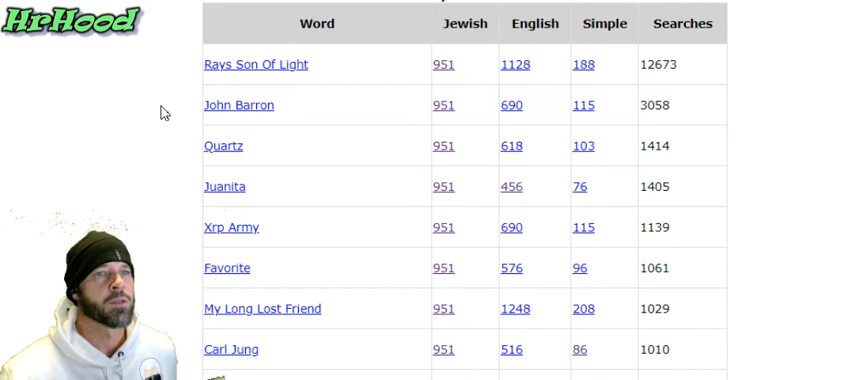 HrHood
Word Jewish English Simple Searches
Rays Son Of Light 951 1128 188 12673
John Barron 951 690 115 3058
Quartz 951 618 103 1414
Juanita 951 456 76 1405
Xrp Army 951 690 115 1139
Favorite 951 576 96 1061
My Long Lost Friend 951 1248 208 1029
Carl Jung 951 516 86 1010